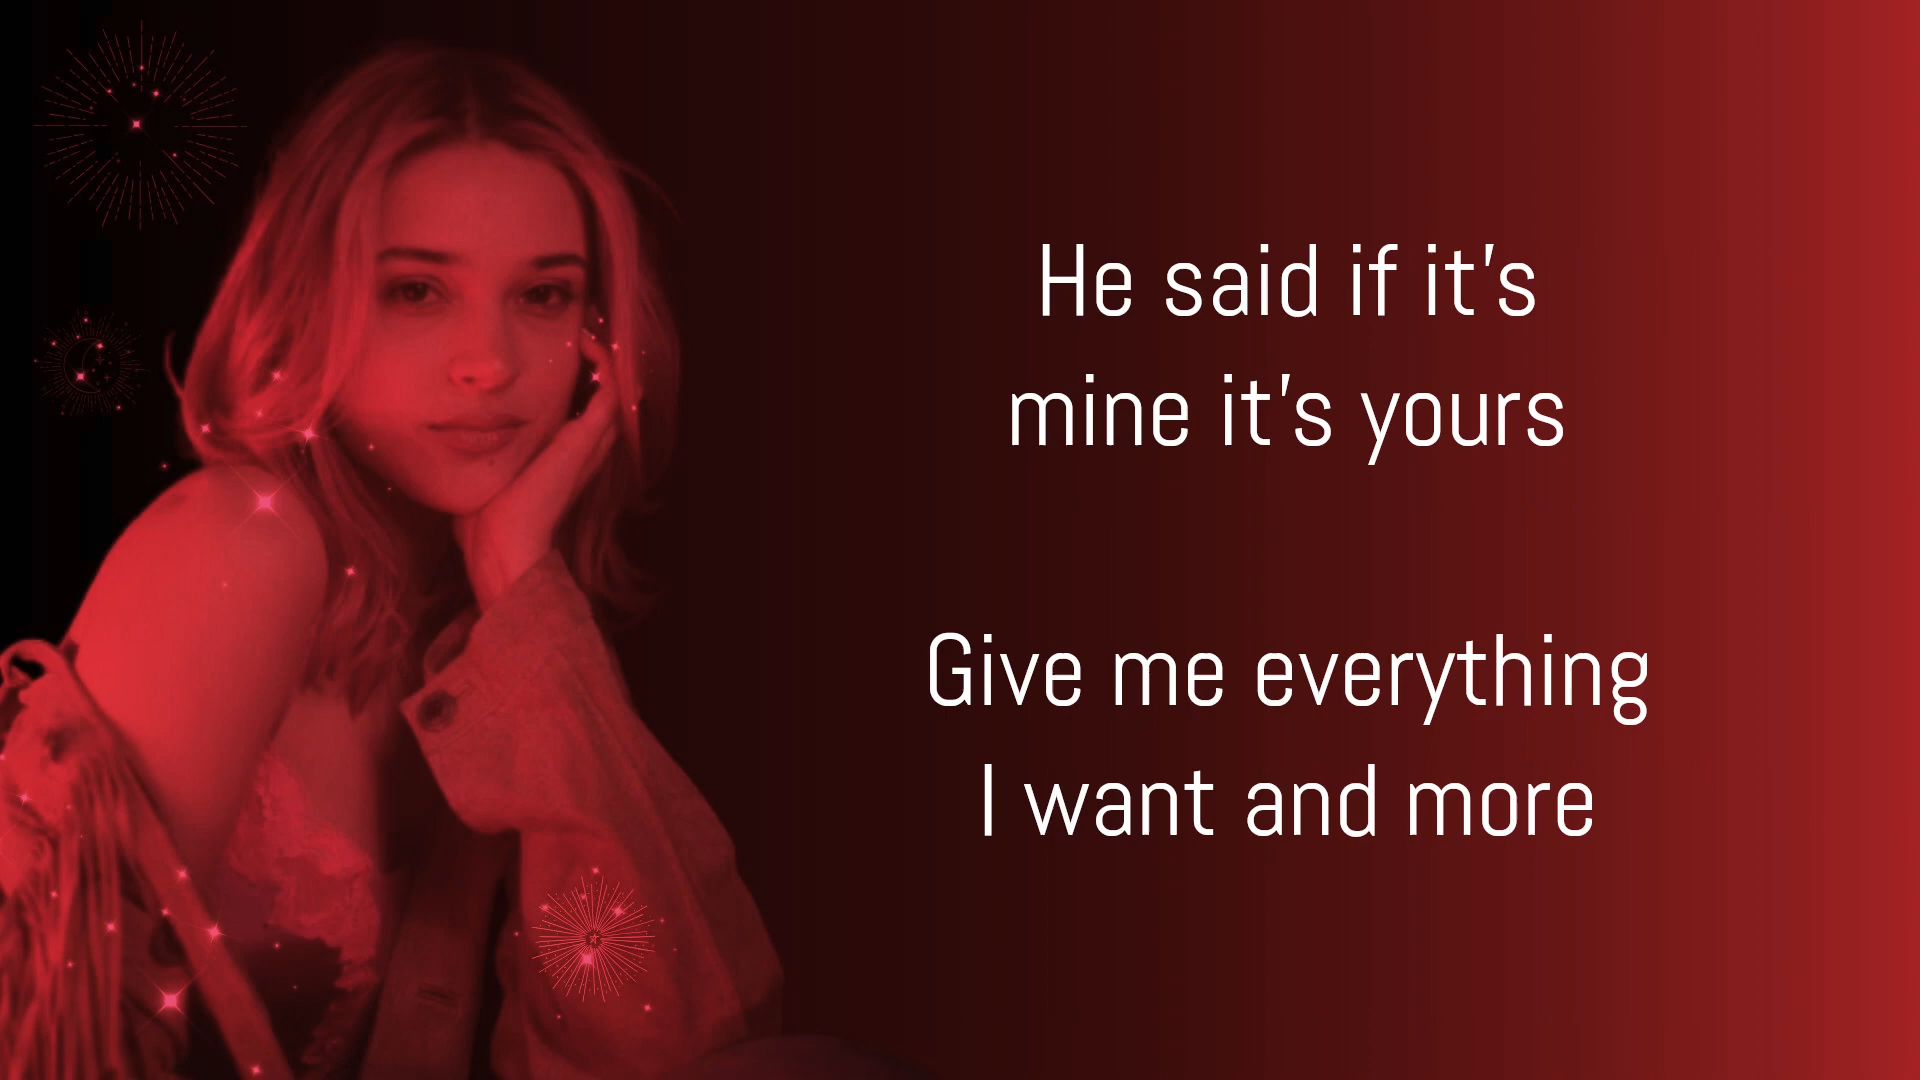 He said if it's
mine it's yours
Give me everything
I want and more